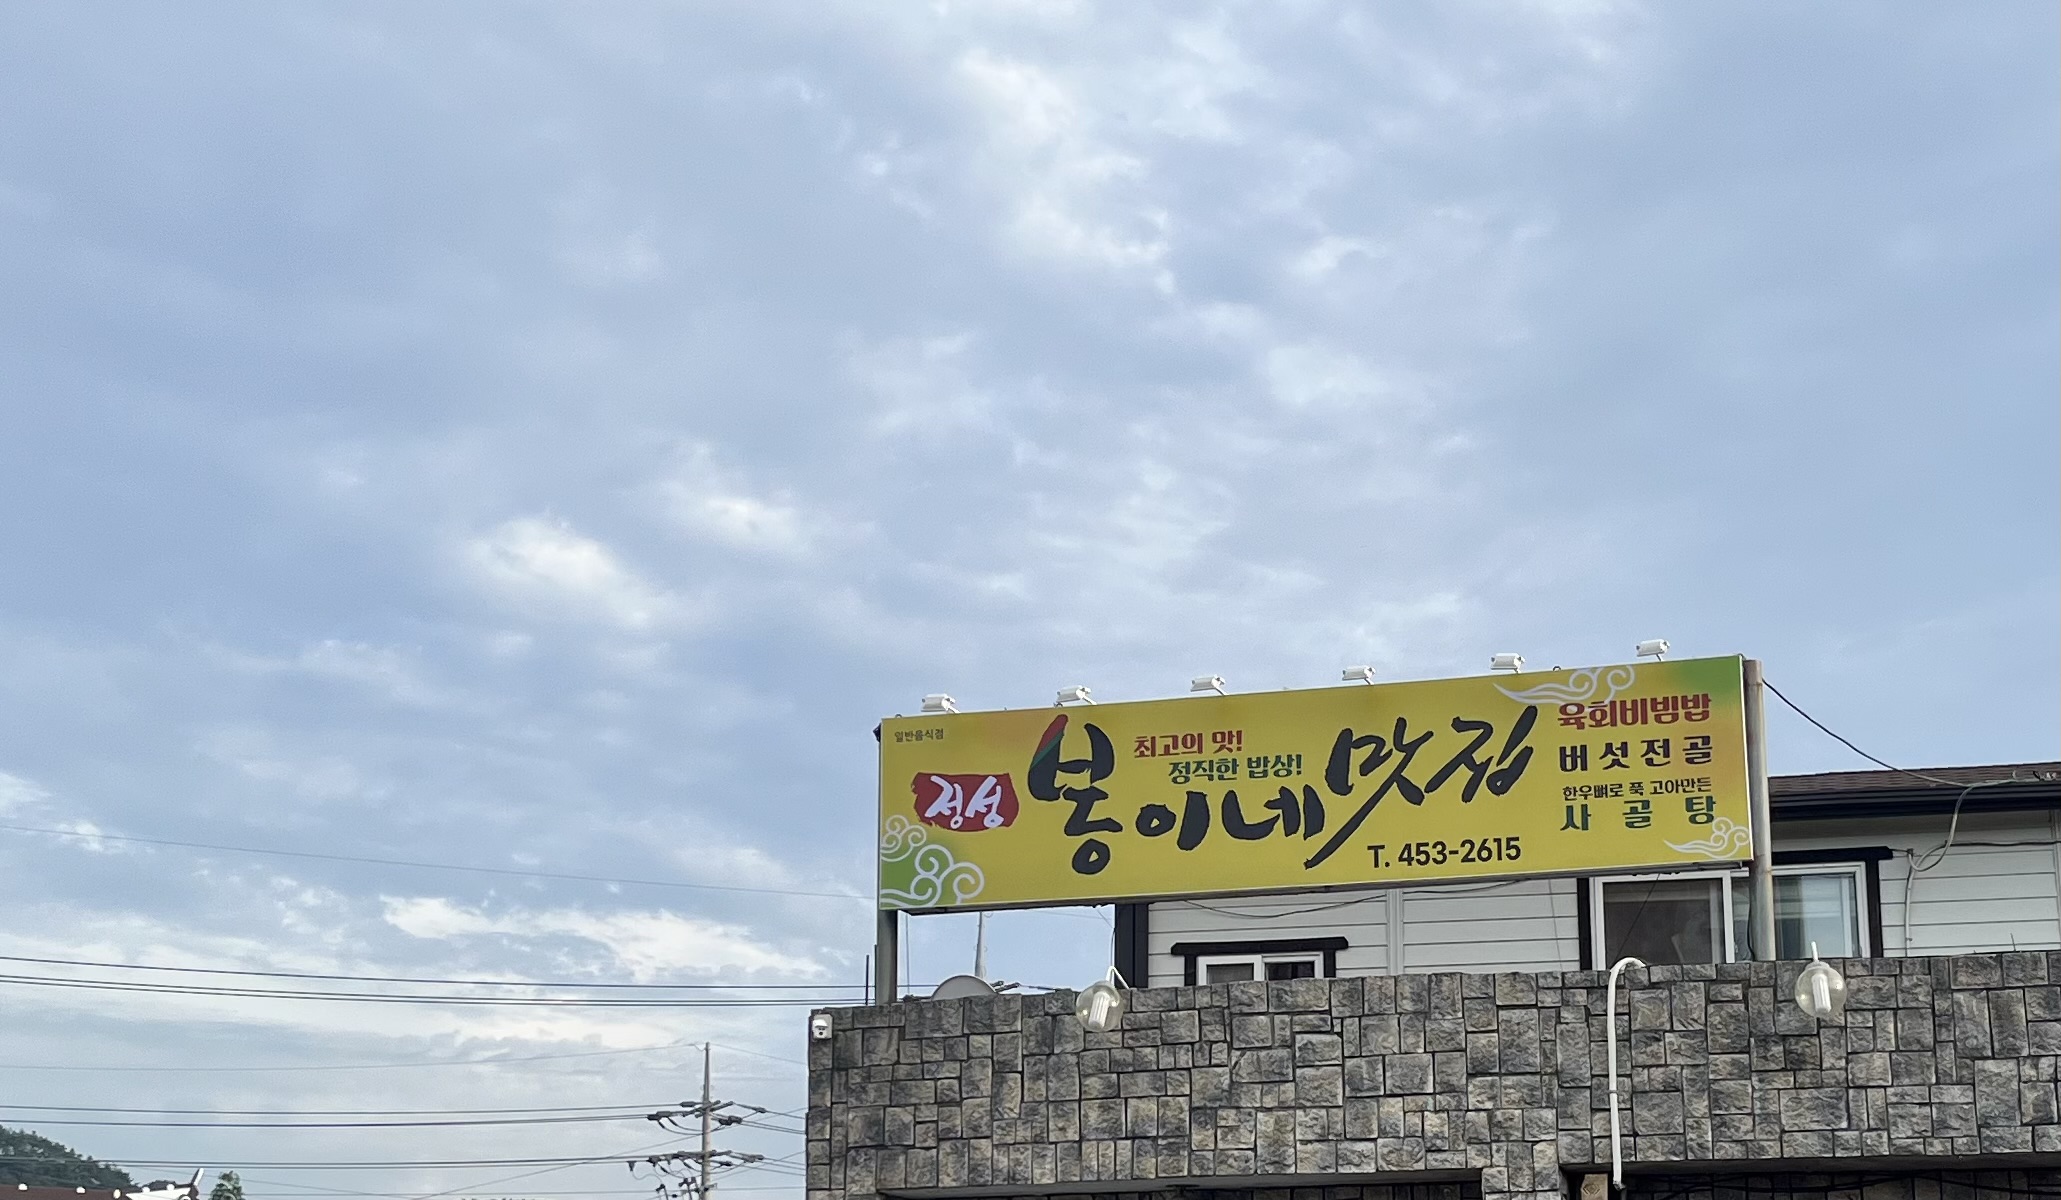 일반음식점
정성
봉이네맛집
최고의 맛!
정직한 밥상!
T. 453-2615
육회비빔밥
버섯전골
한우뼈로 푹 고아만든
사골탕